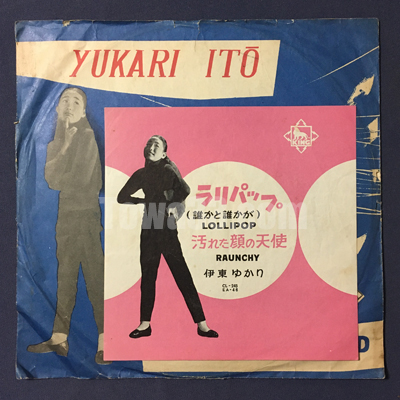 YUKARI ITŌ
KING
ラリパップ
(誰かと誰かが)
LOLLIPOP
汚れた顔の天使
RAUNCHY
伊東ゆかり
D